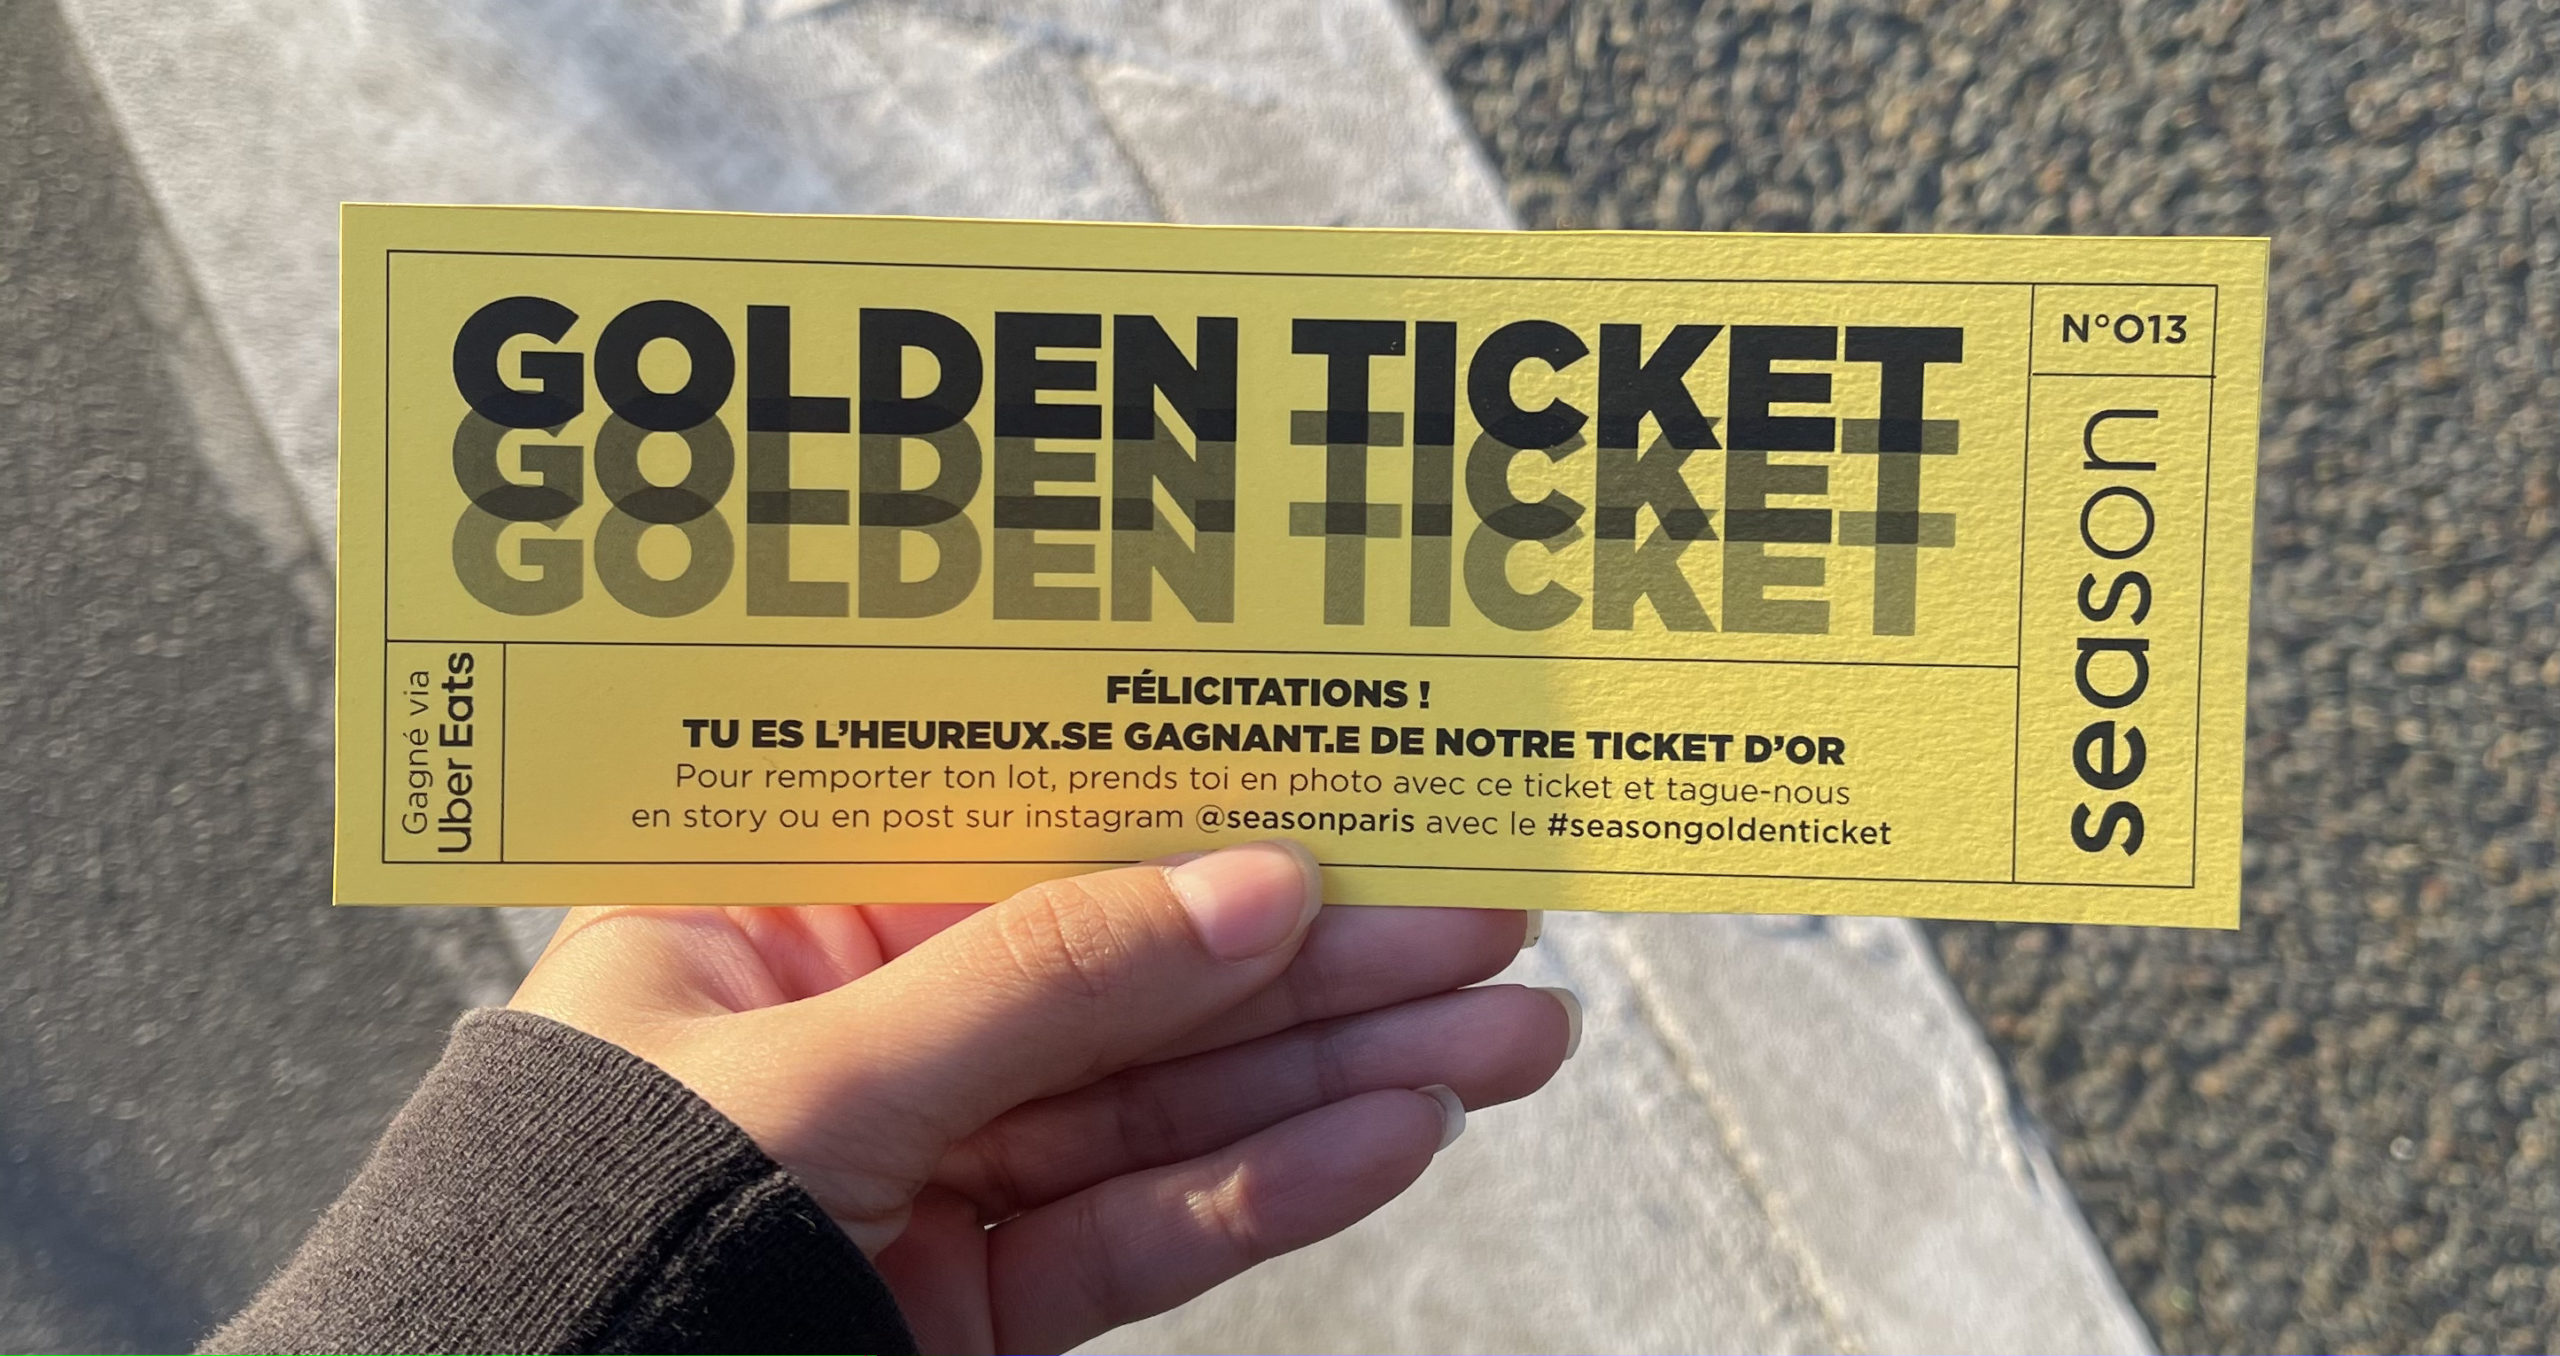 GOLDEN TICKET
GOLDEN TICKET
GOLDEN TICKET
N°013
season
Gagné via
Uber Eats
FÉLICITATIONS !
TU ES L’HEUREUX.SE GAGNANT.E DE NOTRE TICKET D’OR
Pour remporter ton lot, prends toi en photo avec ce ticket et tague-nous
en story ou en post sur instagram @seasonparis avec le #seasongoldenticket